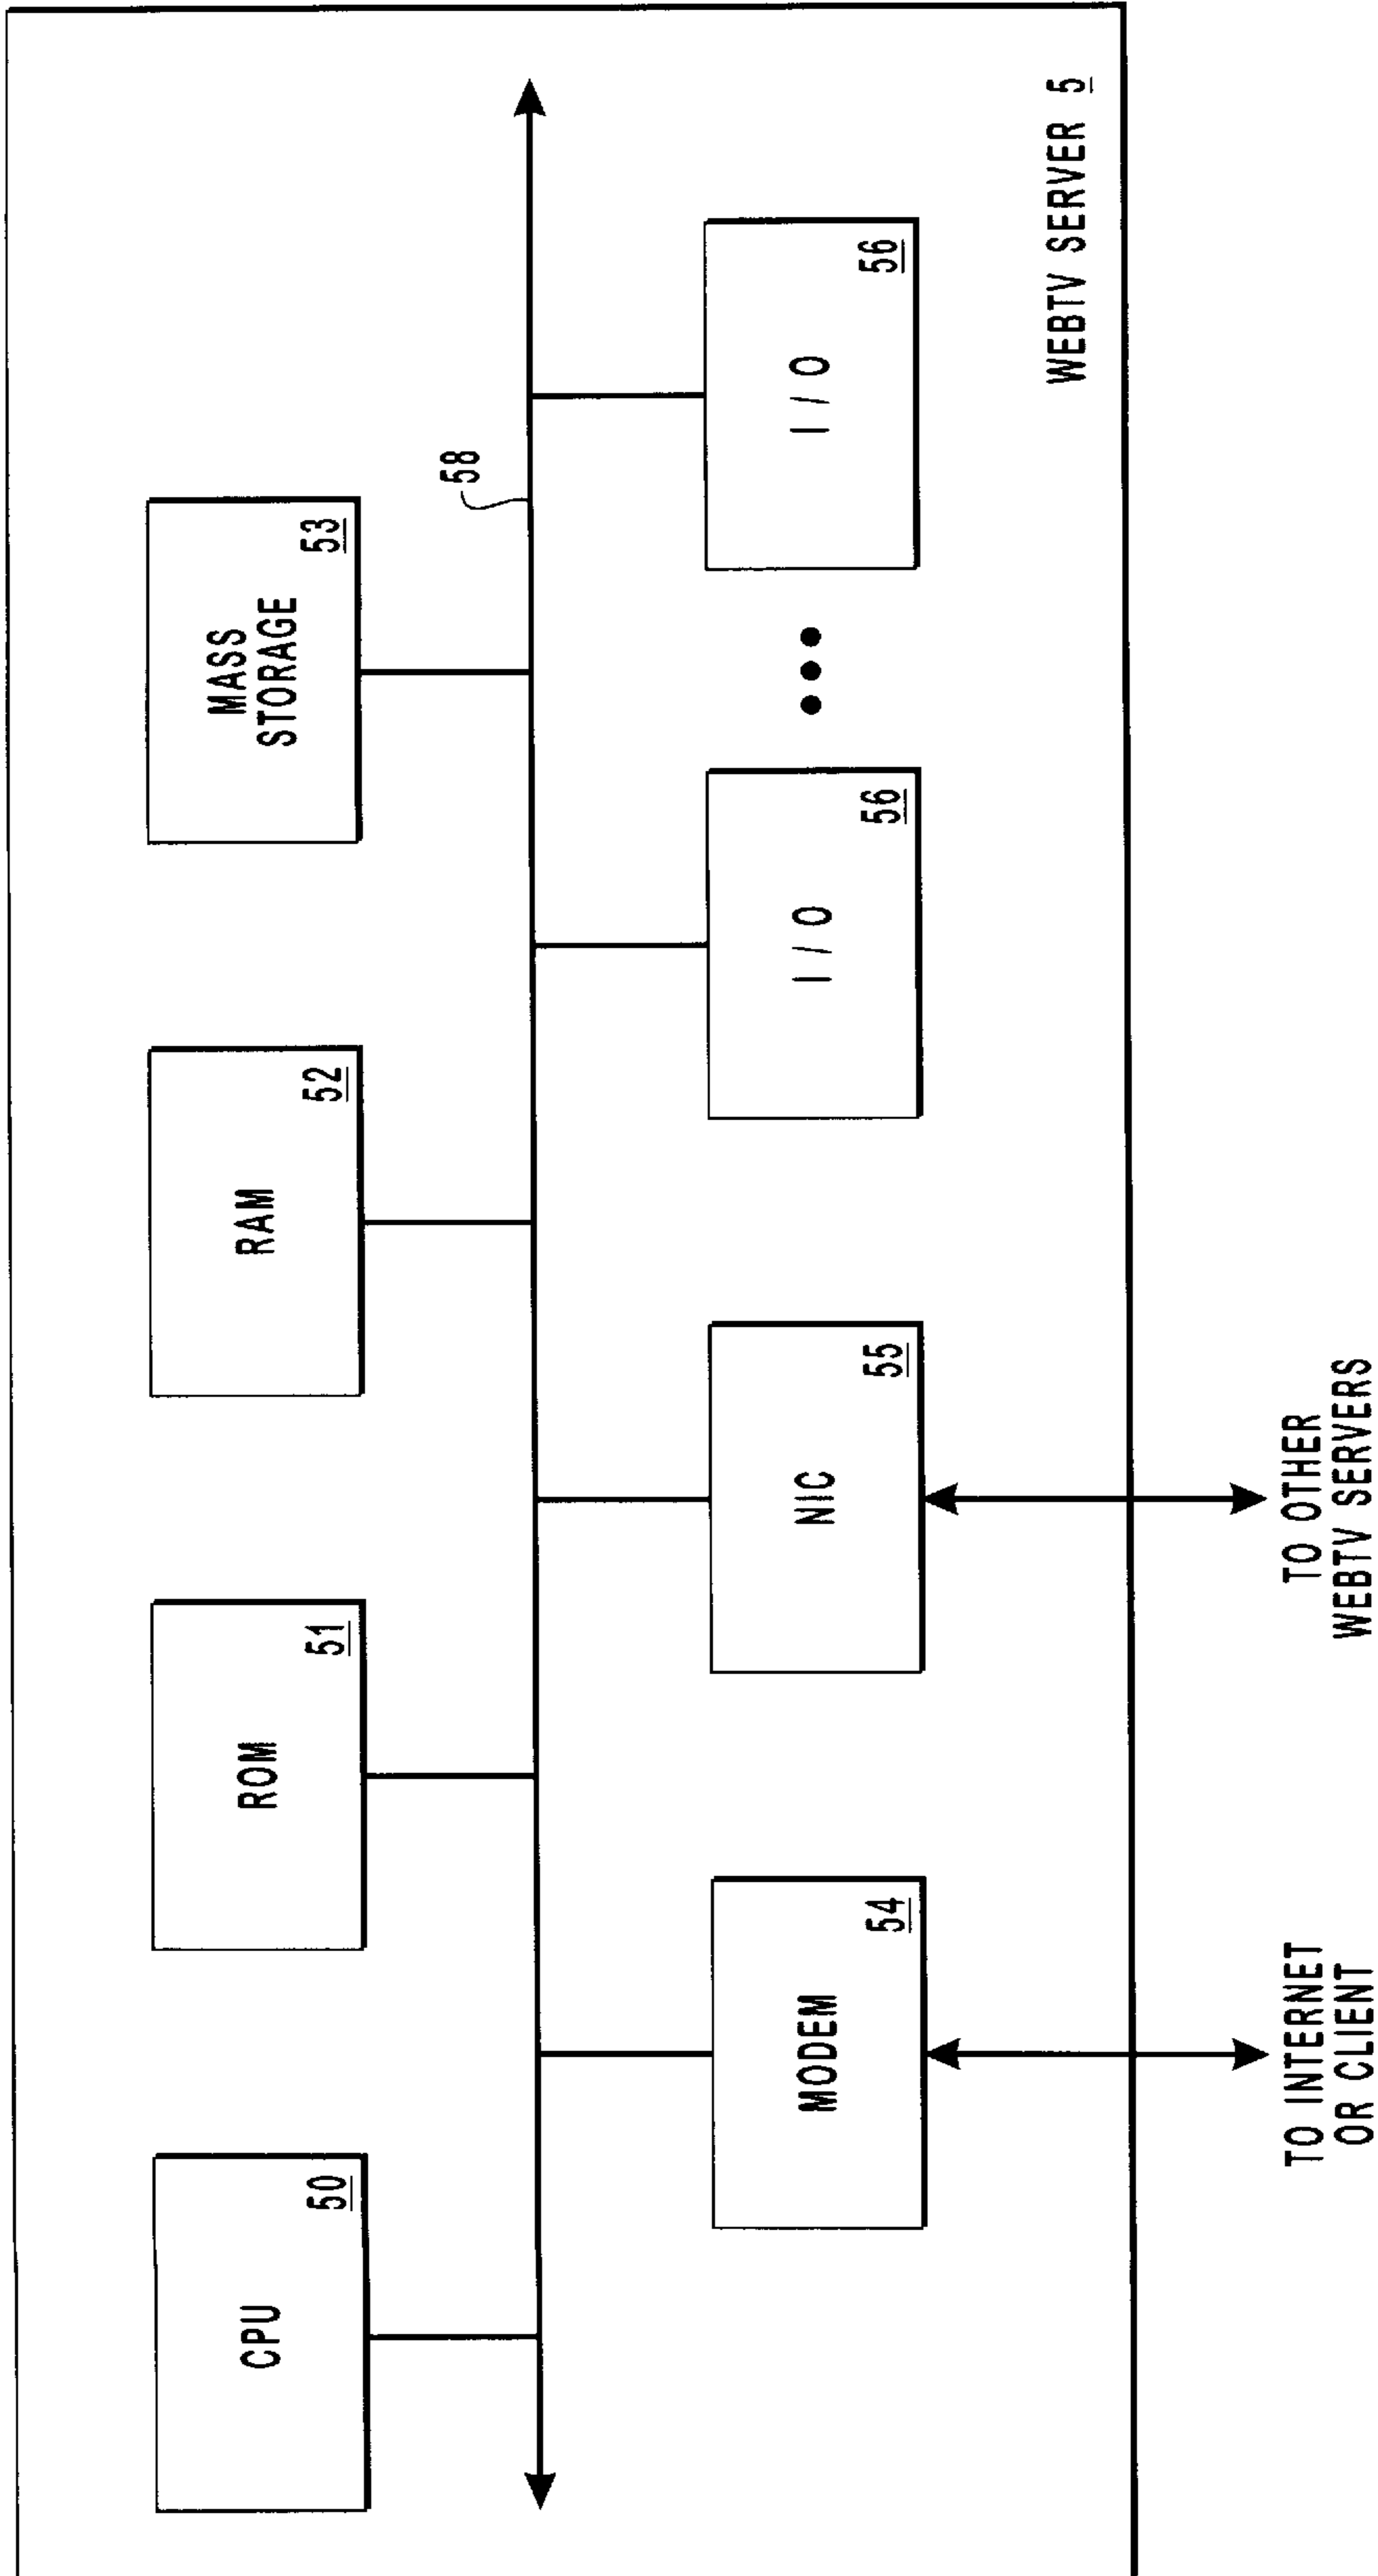 CPU
50
ROM
51
RAM
52
MASS
STORAGE
53
58
MODEM
54
NIC
55
I / O
56
I / O
56
WEBTV SERVER 5
TO INTERNET
OR CLIENT
TO OTHER
WEBTV SERVERS